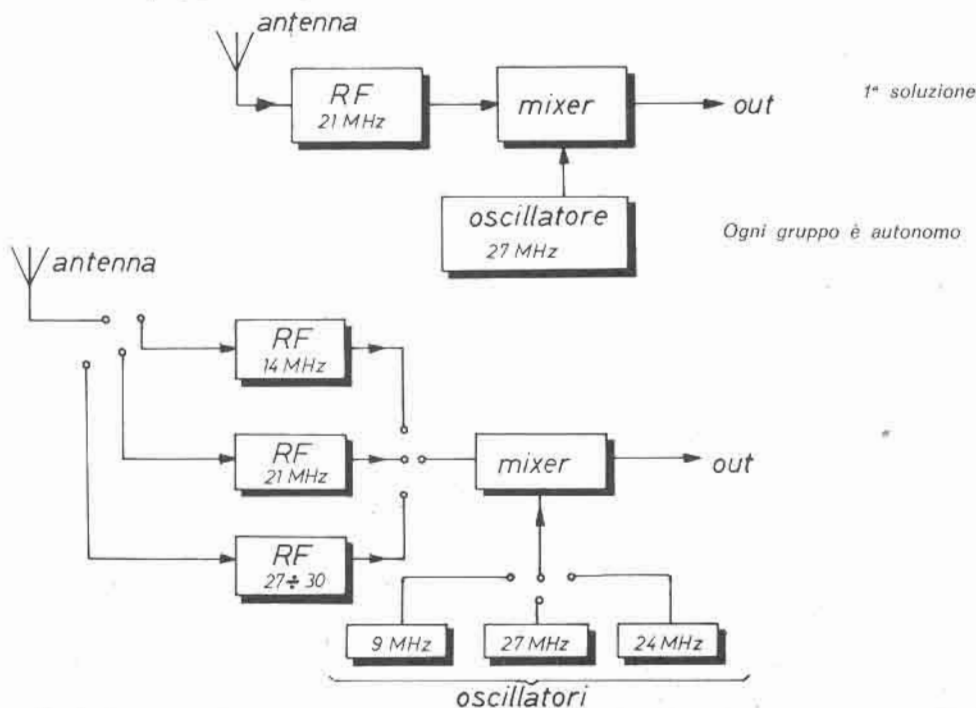 antenna
RF
21 MHz
mixer
out
1ª soluzione
oscillatore
27 MHz
Ogni gruppo è autonomo
antenna
RF
14 MHz
RF
21 MHz
mixer
out
RF
27÷30
9 MHz
27 MHz
24 MHz
oscillatori